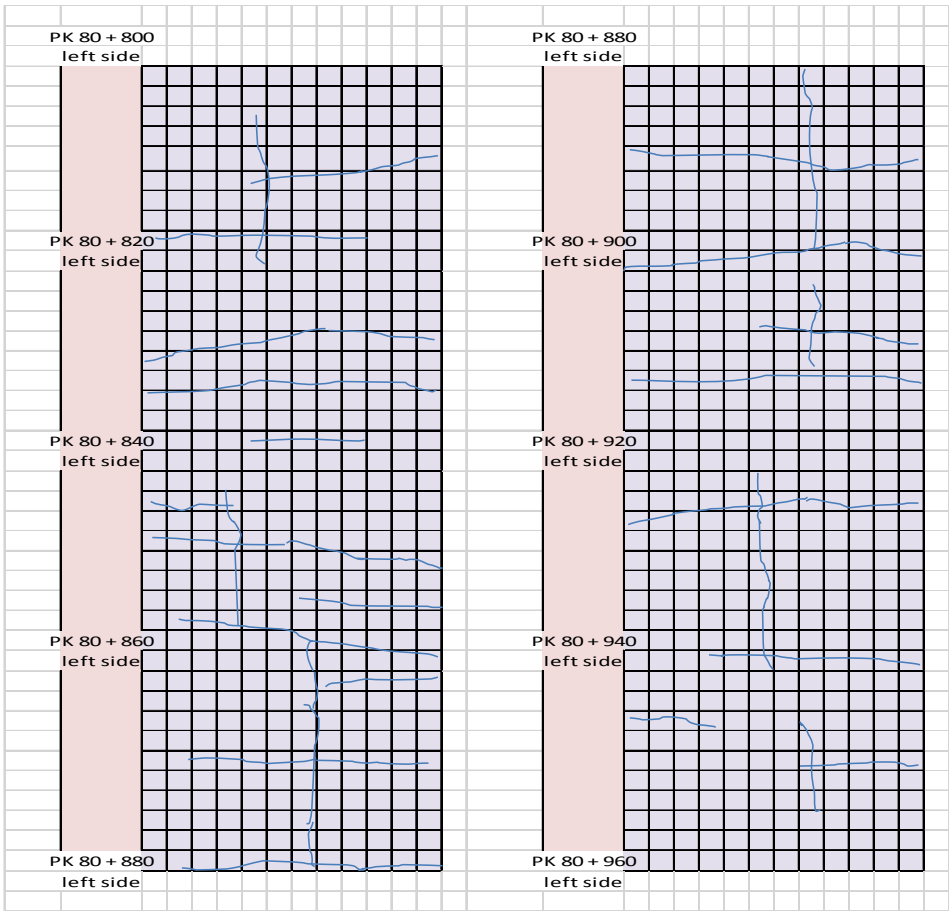 PK 80 + 800
left side
PK 80 + 820
left side
PK 80 + 840
left side
PK 80 + 860
left side
PK 80 + 880
left side
PK 80 + 880
left side
PK 80 + 900
left side
PK 80 + 920
left side
PK 80 + 940
left side
PK 80 + 960
left side